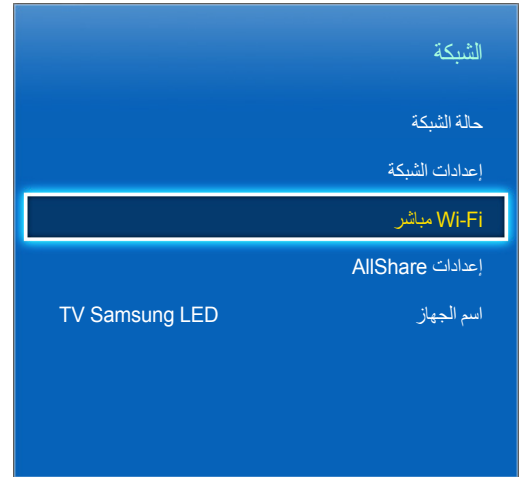 الشبكة
حالة الشبكة
إعدادات الشبكة
Wi-Fi مباشر
إعدادات AllShare
اسم الجهاز TV Samsung LED